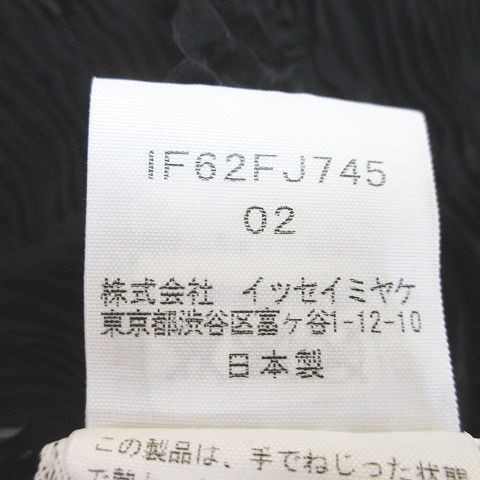 IF62FJ745
02
株式会社 イッセイミヤケ
東京都渋谷区富ヶ谷1-12-10
日本製
この製品は、手でねじった状態
で熱